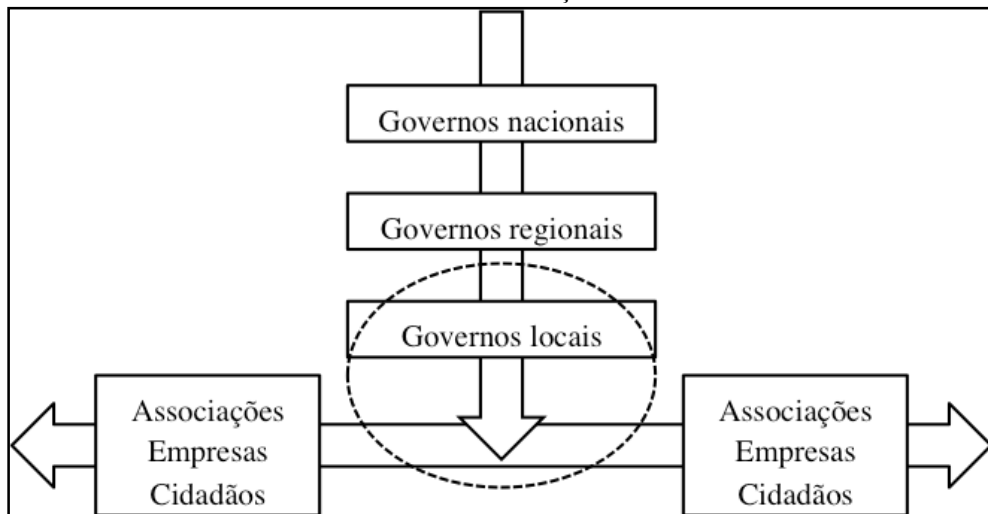 Governos nacionais
Governos regionais
Governos locais
Associações
Empresas
Cidadãos
Associações
Empresas
Cidadãos